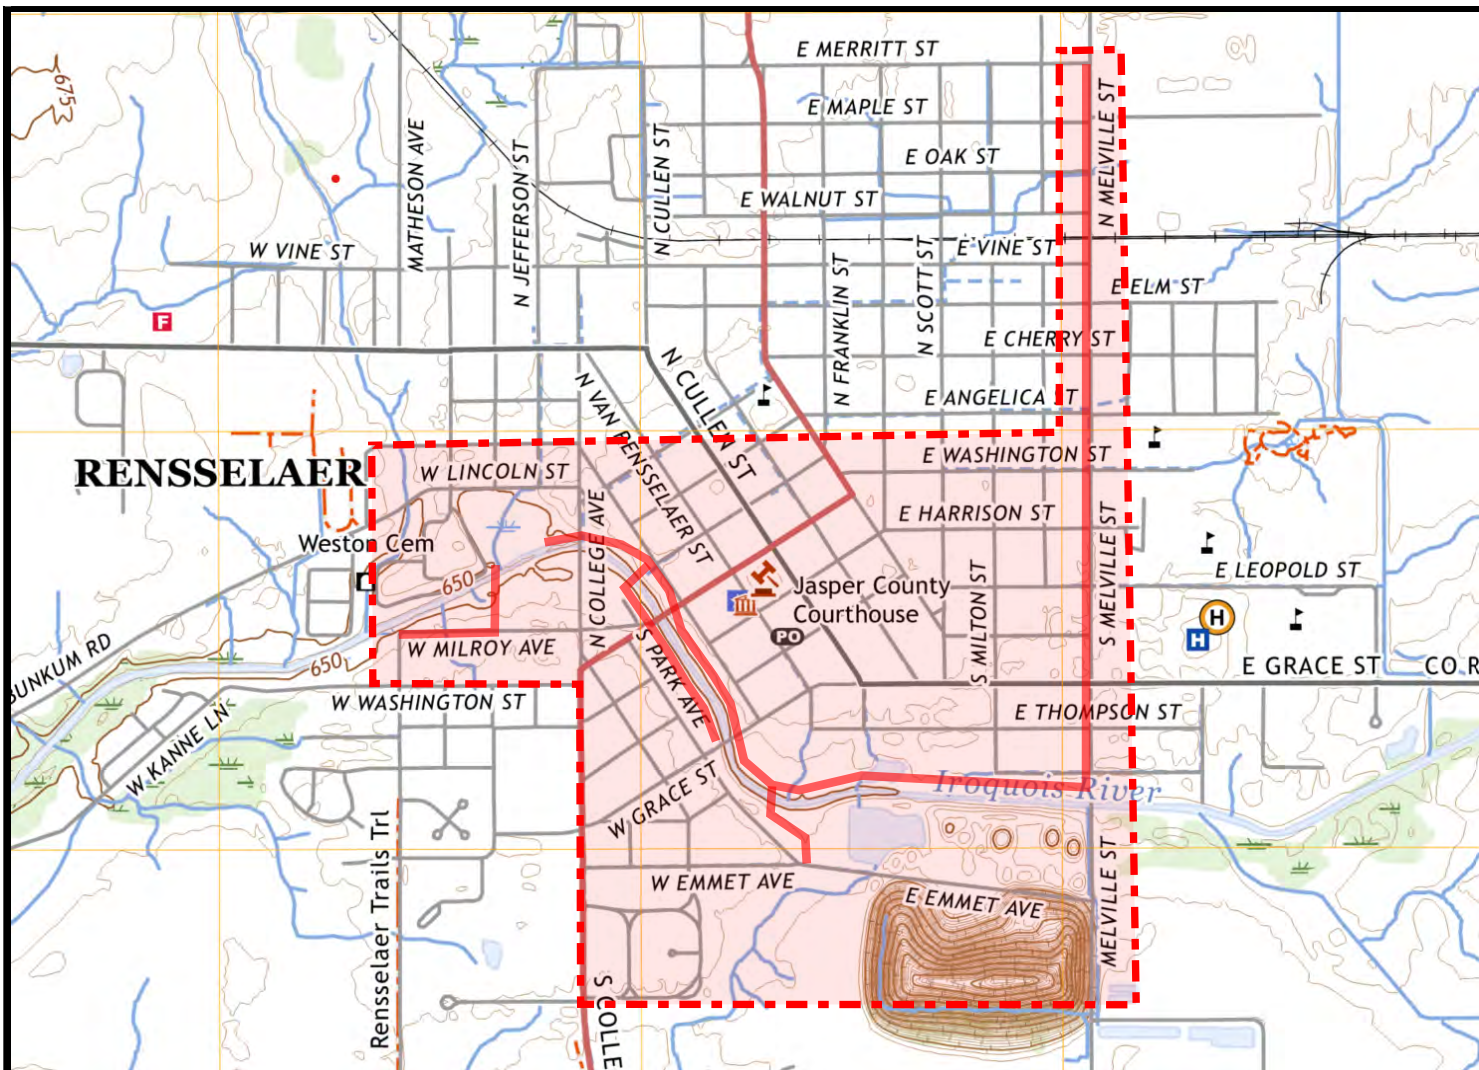 E MERRITT ST
675
E MAPLE ST
N MELVILLE ST
MATHESON AVE
N JEFFERSON ST
N CULLEN ST
E OAK ST
E WALNUT ST
W VINE ST
E VINE ST
N FRANKLIN ST
N SCOTT ST
E ELM ST
F
E CHERRY ST
N CULLEN ST
N VAN RENSSELAER ST
E ANGELICA ST
RENSSELAER
W LINCOLN ST
E WASHINGTON ST
N COLLEGE AVE
E HARRISON ST
S MELVILLE ST
Weston Cem
650
Jasper County
Courthouse
S MILTON ST
E LEOPOLD ST
H
H
PO
BUNKUM RD
650
W MILROY AVE
S PARK AVE
E GRACE ST
CO R
W WASHINGTON ST
W KANNE LN
E THOMPSON ST
Iroquois River
W GRACE ST
Rensselaer Trails Trl
W EMMET AVE
E EMMET AVE
MELVILLE ST
S COLLE